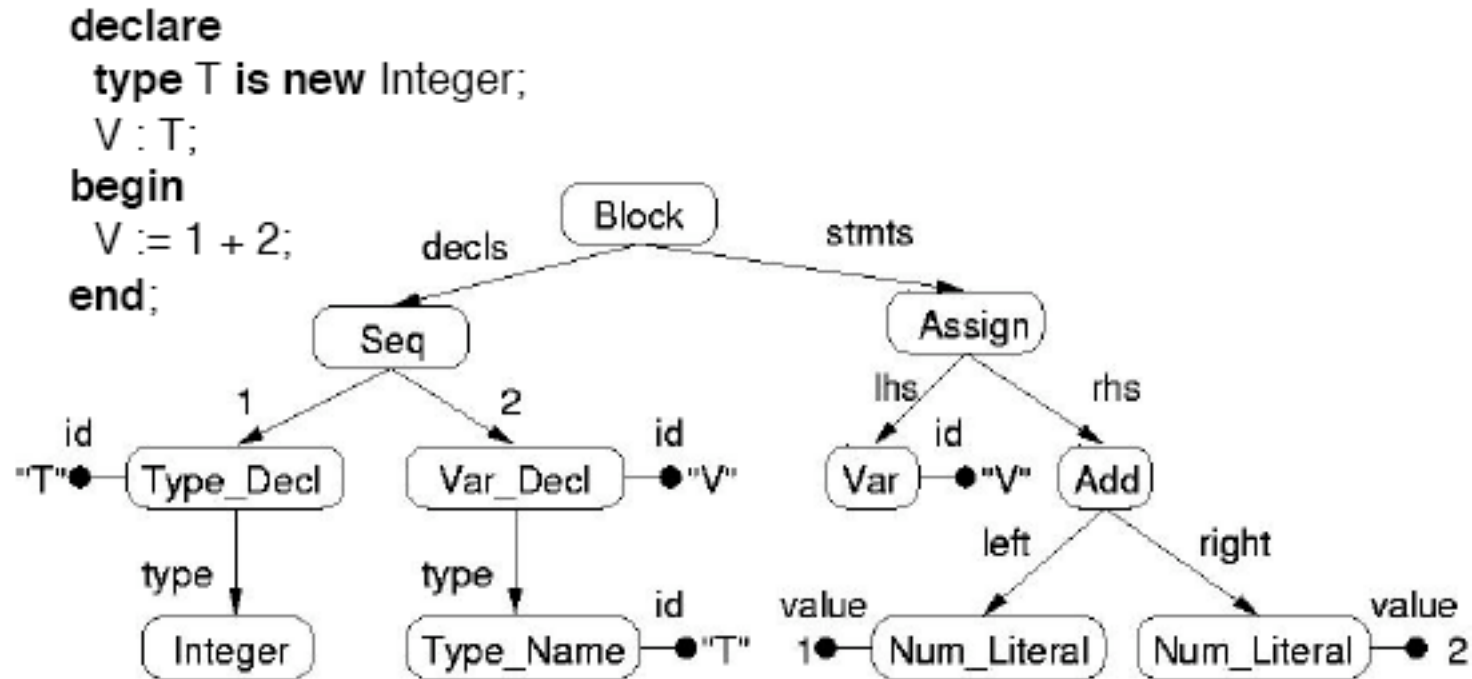 declare
type T is new Integer;
V : T;
begin
V := 1 + 2;
end;
Block
decls
stmts
Seq
Assign
1
2
lhs
rhs
id
id
id
"T"
Type_Decl
Var_Decl
"V"
Var
"V"
Add
left
right
type
type
id
value
value
Integer
Type_Name
"T"
1
Num_Literal
Num_Literal
2